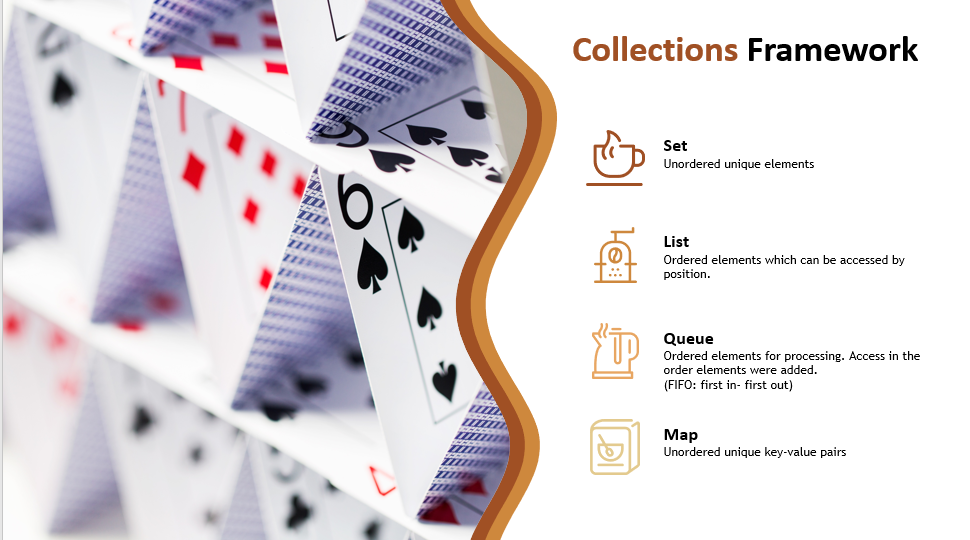 Collections Framework
Set
Unordered unique elements
List
Ordered elements which can be accessed by
position.
Queue
Ordered elements for processing. Access in the
order elements were added.
(FIFO: first in- first out)
Map
Unordered unique key-value pairs
9
9